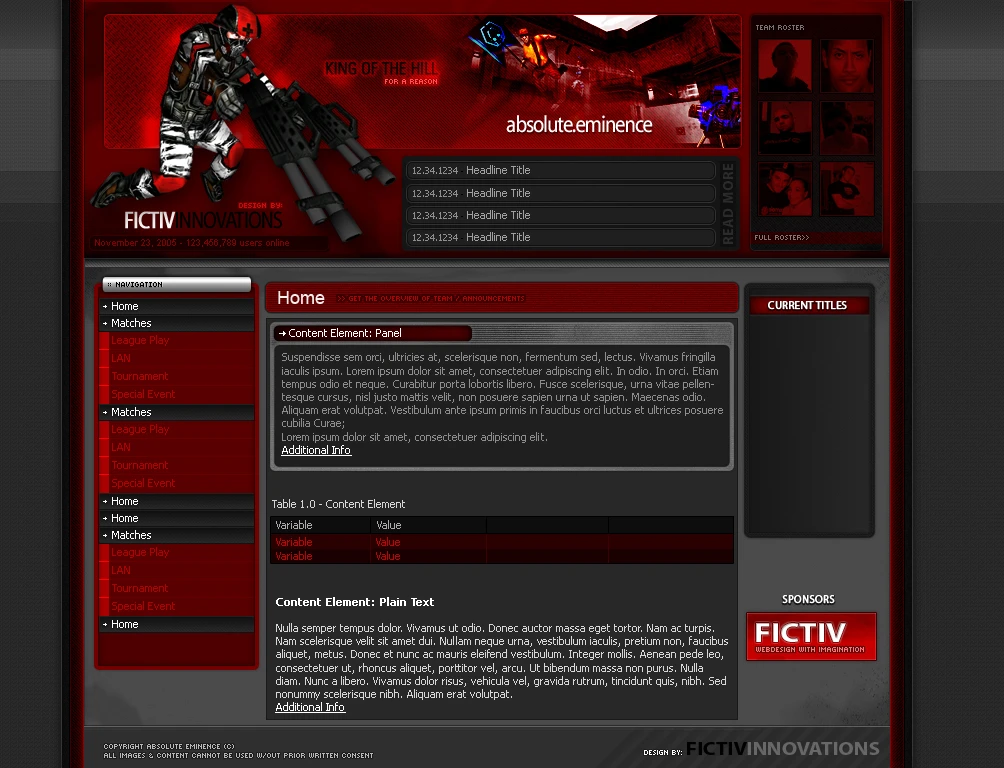 TEAM ROSTER
KING OF THE HILL
FOR A REASON
absolute.eminence
12.34.1234 Headline Title
12.34.1234 Headline Title
12.34.1234 Headline Title
12.34.1234 Headline Title
READ MORE
DESIGN BY:
FICTIVINNOVATIONS
November 23, 2005 - 123,456,789 users online
FULL ROSTER>>
:: NAVIGATION
Home
Matches
League Play
LAN
Tournament
Special Event
Matches
League Play
LAN
Tournament
Special Event
Home
Home
Matches
League Play
LAN
Tournament
Special Event
Home
Home >> GET THE OVERVIEW OF TEAM / ANNOUNCEMENTS
Content Element: Panel
Suspendisse sem orci, ultricies at, scelerisque non, fermentum sed, lectus. Vivamus fringilla
iaculis ipsum. Lorem ipsum dolor sit amet, consectetuer adipiscing elit. In odio. In orci. Etiam
tempus odio et neque. Curabitur porta lobortis libero. Fusce scelerisque, urna vitae pellen-
tesque cursus, nisl justo mattis velit, non posuere sapien urna ut sapien. Maecenas odio.
Aliquam erat volutpat. Vestibulum ante ipsum primis in faucibus orci luctus et ultrices posuere
cubilia Curae;
Lorem ipsum dolor sit amet, consectetuer adipiscing elit.
Additional Info
Table 1.0 - Content Element
Variable Value
Variable Value
Variable Value
Content Element: Plain Text
Nulla semper tempus dolor. Vivamus ut odio. Donec auctor massa eget tortor. Nam ac turpis.
Nam scelerisque velit sit amet dui. Nullam neque urna, vestibulum iaculis, pretium non, faucibus
aliquet, metus. Donec et nunc ac mauris eleifend vestibulum. Integer mollis. Aenean pede leo,
consectetuer ut, rhoncus aliquet, porttitor vel, arcu. Ut bibendum massa non purus. Nulla
diam. Nunc a libero. Vivamus dolor risus, vehicula vel, gravida rutrum, tincidunt quis, nibh. Sed
nonummy scelerisque nibh. Aliquam erat volutpat.
Additional Info
CURRENT TITLES
SPONSORS
FICTIV
WEBDESIGN WITH IMAGINATION
COPYRIGHT ABSOLUTE EMINENCE (C)
ALL IMAGES & CONTENT CANNOT BE USED W/OUT PRIOR WRITTEN CONSENT
DESIGN BY: FICTIVINNOVATIONS